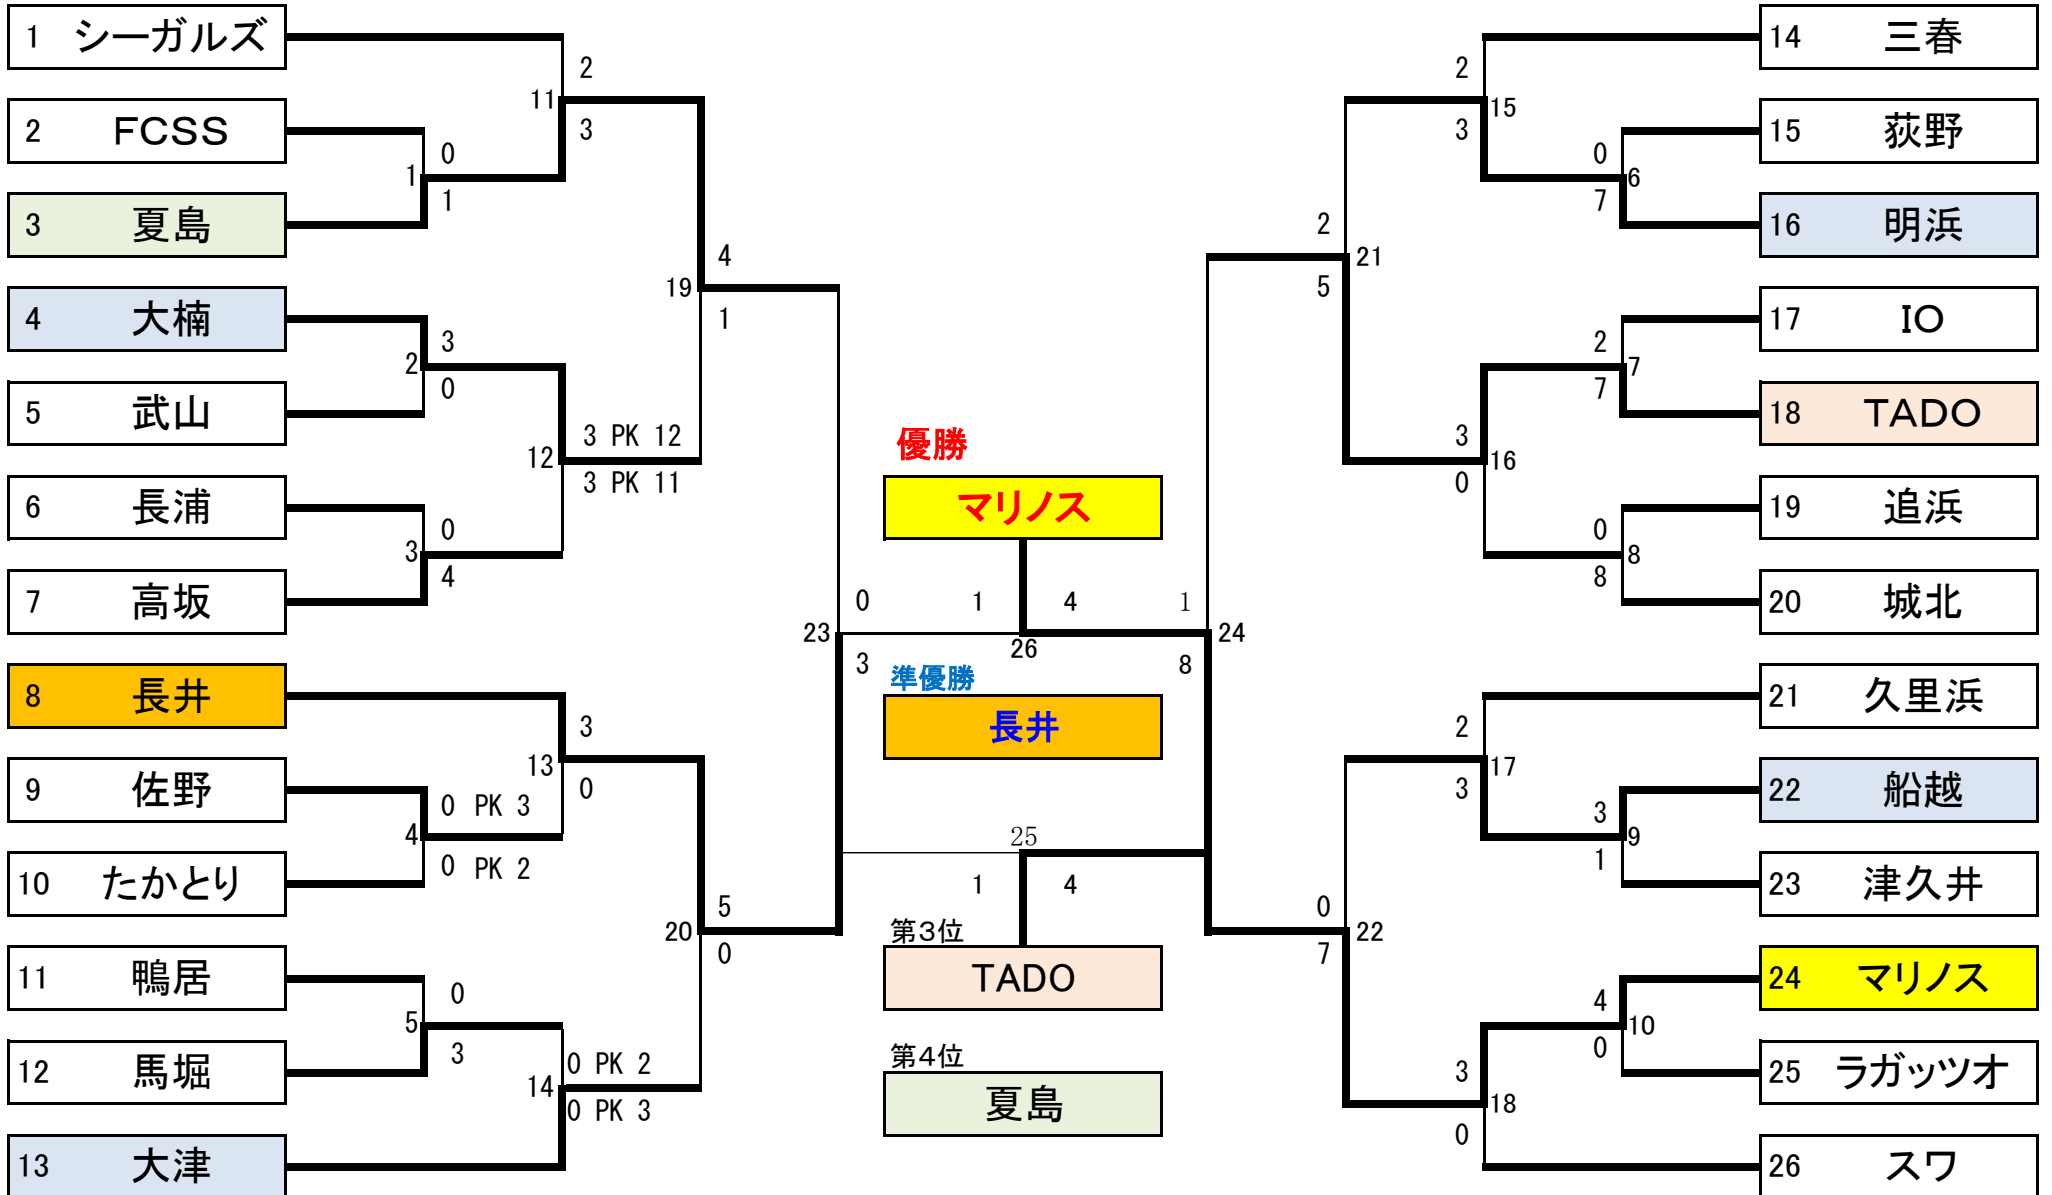 1 シーガルズ
2 FCSS
3 夏島
4 大楠
5 武山
6 長浦
7 高坂
8 長井
9 佐野
10 たかとり
11 鴨居
12 馬堀
13 大津
0
1
1
3
2
0
0
3
4
0 PK 3
4
0 PK 2
0
5
3
2
11
3
3 PK 12
12
3 PK 11
3
13
0
0 PK 2
14
0 PK 3
4
19
1
5
20
0
0
23
3
優勝
マリノス
1 4
26
準優勝
長井
25
1 4
第3位
TADO
第4位
夏島
1
24
8
2
21
5
0
22
7
2
15
3
3
16
0
2
17
3
3
18
0
0
6
7
2
7
7
0
8
8
3
9
1
4
10
0
14 三春
15 荻野
16 明浜
17 IO
18 TADO
19 追浜
20 城北
21 久里浜
22 船越
23 津久井
24 マリノス
25 ラガッツオ
26 スワ